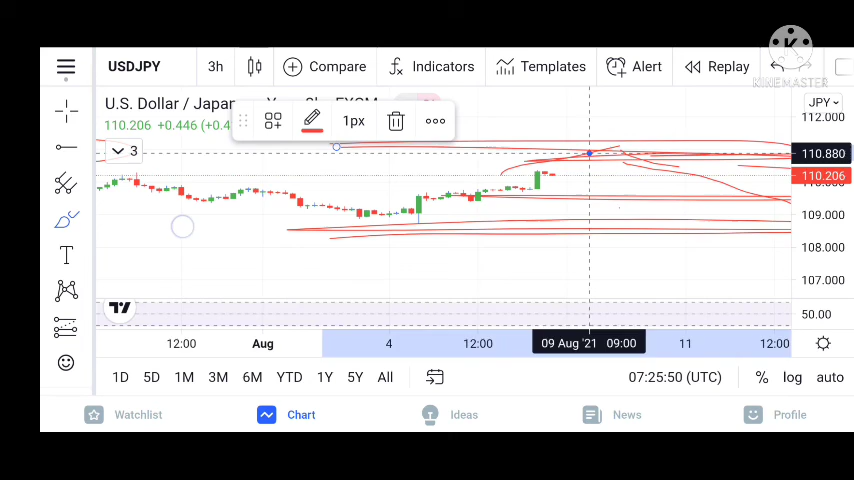 KINEMASTER
USDJPY 3h Compare Indicators Templates Alert Replay
U.S. Dollar / Japan
110.206 +0.446
1px
JPY
3
112.000
110.880
110.206
109.000
108.000
107.000
50.00
12:00 Aug 4 12:00 09 Aug '21 09:00 11 12:00
1D 5D 1M 3M 6M YTD 1Y 5Y All 07:25:50 (UTC) % log auto
Watchlist Chart Ideas News Profile